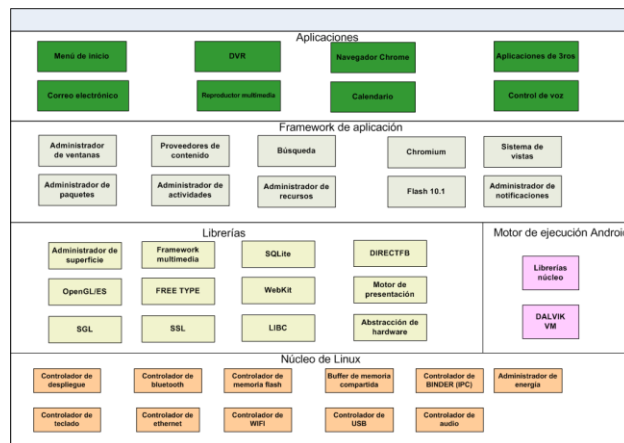 Aplicaciones
Menú de inicio
DVR
Navegador Chrome
Aplicaciones de 3ros
Correo electrónico
Reproductor multimedia
Calendario
Control de voz
Framework de aplicación
Administrador
de ventanas
Proveedores de
contenido
Búsqueda
Chromium
Sistema de
vistas
Administrador de
paquetes
Administrador de
actividades
Administrador de
recursos
Flash 10.1
Administrador de
notificaciones
Librerías
Administrador de
superficie
Framework
multimedia
SQLite
DIRECTFB
OpenGL/ES
FREE TYPE
WebKit
Motor de
presentación
SGL
SSL
LIBC
Abstracción de
hardware
Motor de ejecución Android
Librerías
núcleo
DALVIK
VM
Núcleo de Linux
Controlador de
despliegue
Controlador de
bluetooth
Controlador de
memoria flash
Buffer de memoria
compartida
Controlador de
BINDER (IPC)
Administrador de
energía
Controlador de
teclado
Controlador de
ethernet
Controlador de
WIFI
Controlador de
USB
Controlador de
audio